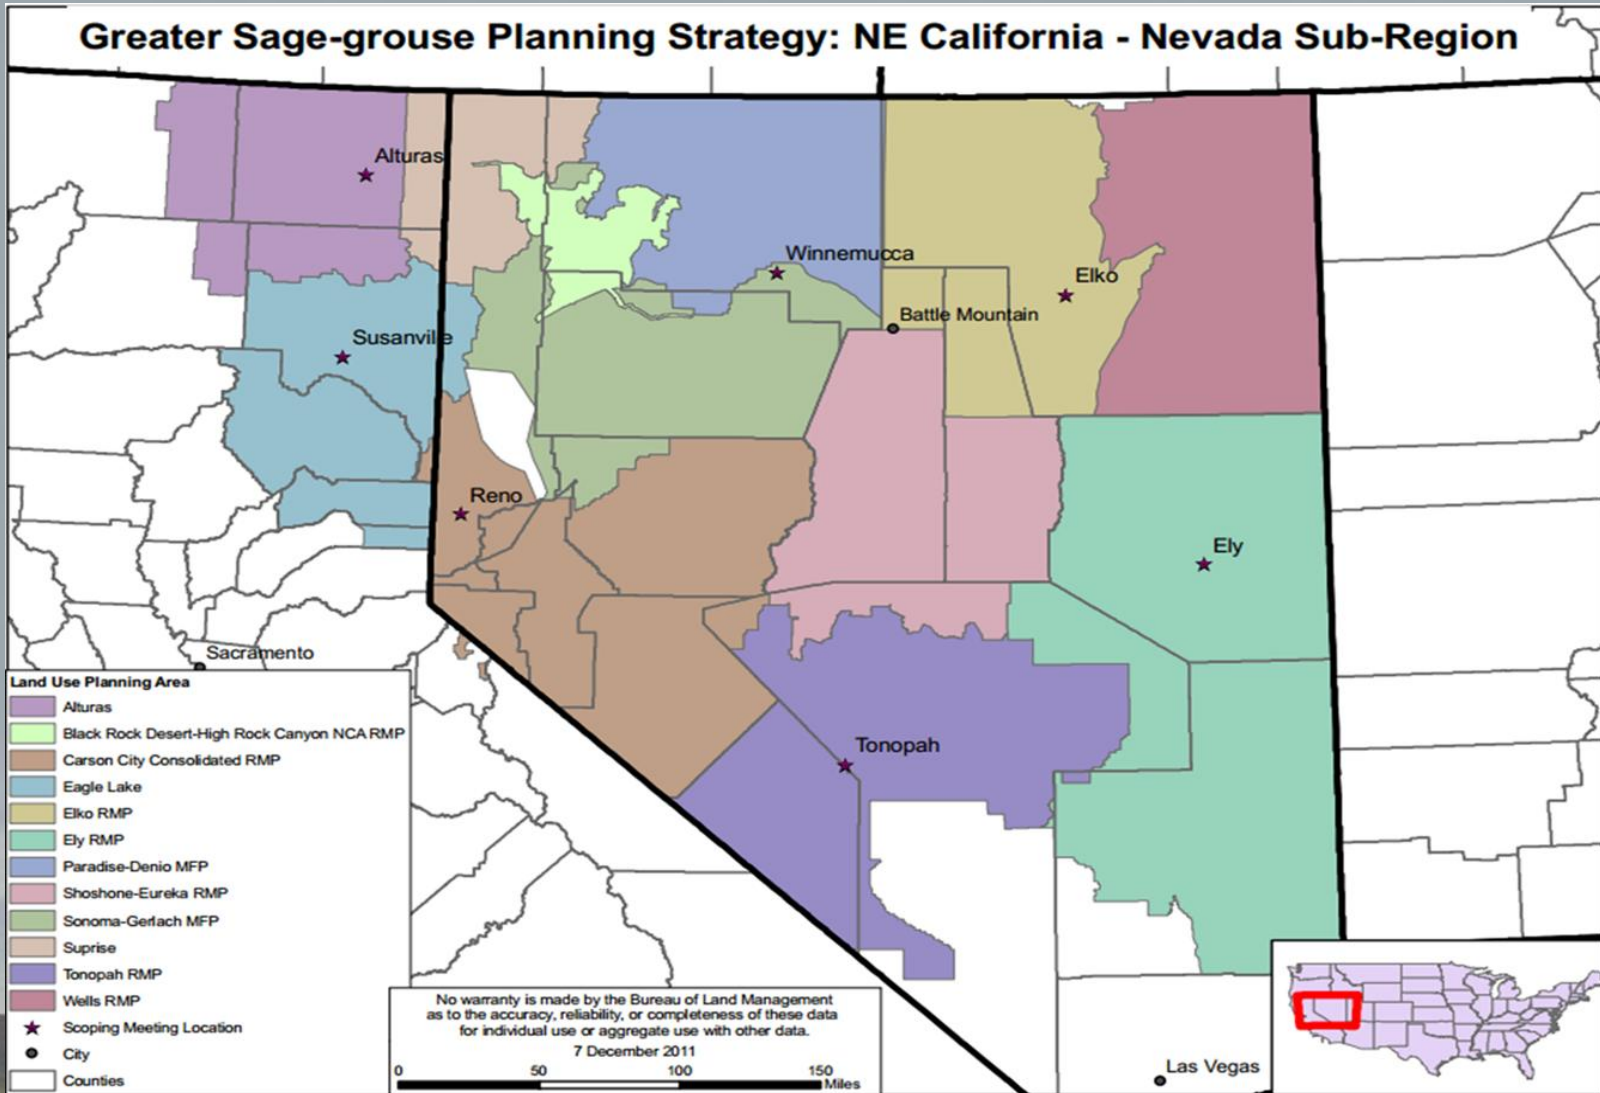 Greater Sage-grouse Planning Strategy: NE California - Nevada Sub-Region
Alturas
Winnemucca
Elko
Battle Mountain
Susanville
Reno
Ely
Sacramento
Tonopah
Las Vegas
Land Use Planning Area
Alturas
Black Rock Desert-High Rock Canyon NCA RMP
Carson City Consolidated RMP
Eagle Lake
Elko RMP
Ely RMP
Paradise-Denio MFP
Shoshone-Eureka RMP
Sonoma-Gerlach MFP
Suprise
Tonopah RMP
Wells RMP
Scoping Meeting Location
City
Counties
No warranty is made by the Bureau of Land Management
as to the accuracy, reliability, or completeness of these data
for individual use or aggregate use with other data.
7 December 2011
0 50 100 150
Miles